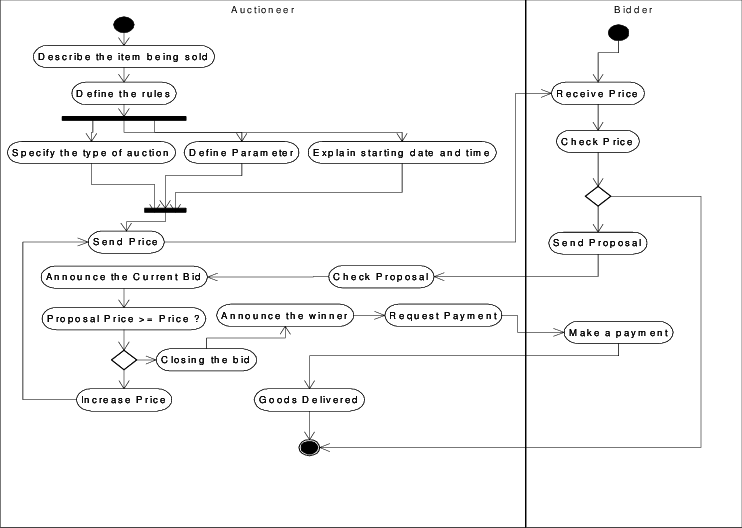 Auctioneer
Bidder
Describe the item being sold
Define the rules
Receive Price
Check Price
Specify the type of auction
Define Parameter
Explain starting date and time
Send Price
Send Proposal
Announce the Current Bid
Check Proposal
Proposal Price >= Price ?
Announce the winner
Request Payment
Make a payment
Closing the bid
Increase Price
Goods Delivered